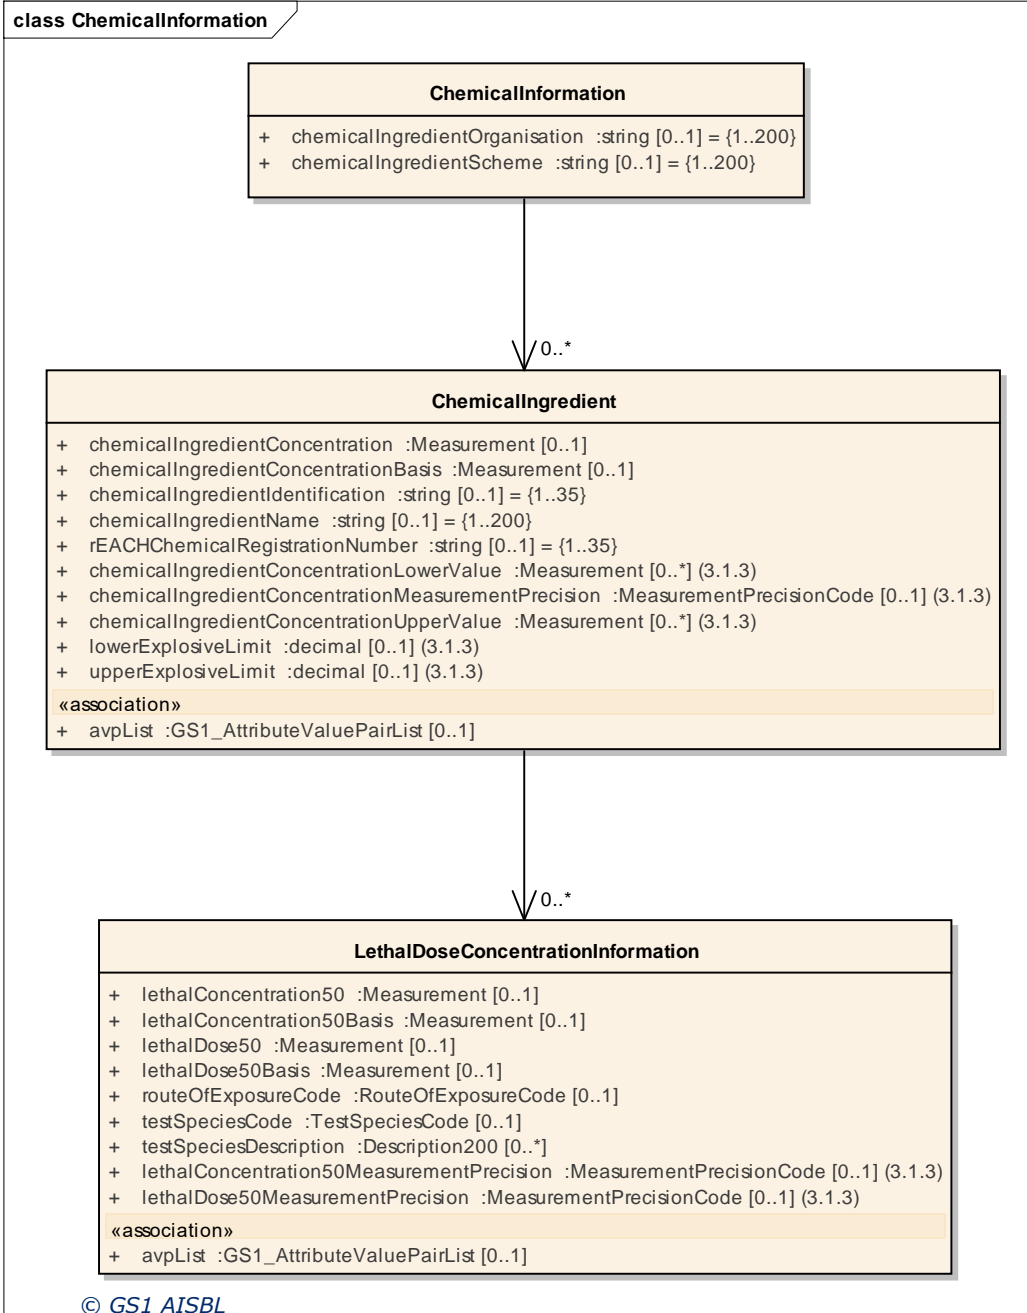 class ChemicalInformation
ChemicalInformation
+ chemicalIngredientOrganisation :string [0..1] = {1..200}
+ chemicalIngredientScheme :string [0..1] = {1..200}
0..*
ChemicalIngredient
+ chemicalIngredientConcentration :Measurement [0..1]
+ chemicalIngredientConcentrationBasis :Measurement [0..1]
+ chemicalIngredientIdentification :string [0..1] = {1..35}
+ chemicalIngredientName :string [0..1] = {1..200}
+ rEACHChemicalRegistrationNumber :string [0..1] = {1..35}
+ chemicalIngredientConcentrationLowerValue :Measurement [0..*] (3.1.3)
+ chemicalIngredientConcentrationMeasurementPrecision :MeasurementPrecisionCode [0..1] (3.1.3)
+ chemicalIngredientConcentrationUpperValue :Measurement [0..*] (3.1.3)
+ lowerExplosiveLimit :decimal [0..1] (3.1.3)
+ upperExplosiveLimit :decimal [0..1] (3.1.3)
«association»
+ avpList :GS1_AttributeValuePairList [0..1]
0..*
LethalDoseConcentrationInformation
+ lethalConcentration50 :Measurement [0..1]
+ lethalConcentration50Basis :Measurement [0..1]
+ lethalDose50 :Measurement [0..1]
+ lethalDose50Basis :Measurement [0..1]
+ routeOfExposureCode :RouteOfExposureCode [0..1]
+ testSpeciesCode :TestSpeciesCode [0..1]
+ testSpeciesDescription :Description200 [0..*]
+ lethalConcentration50MeasurementPrecision :MeasurementPrecisionCode [0..1] (3.1.3)
+ lethalDose50MeasurementPrecision :MeasurementPrecisionCode [0..1] (3.1.3)
«association»
+ avpList :GS1_AttributeValuePairList [0..1]
© GS1 AISBL